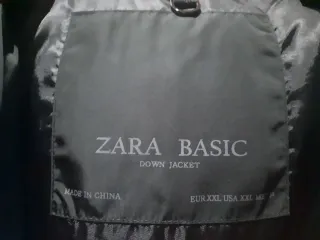 ZARA BASIC
DOWN JACKET
MADE IN CHINA EUR XXL USA XXL